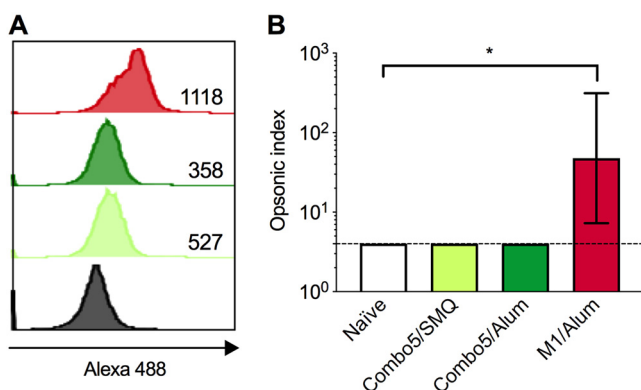 A
1118
358
527
Alexa 488
B
*
Opsonic index
10³
10²
10¹
10⁰
Naïve
Combo5/SMQ
Combo5/Alum
M1/Alum